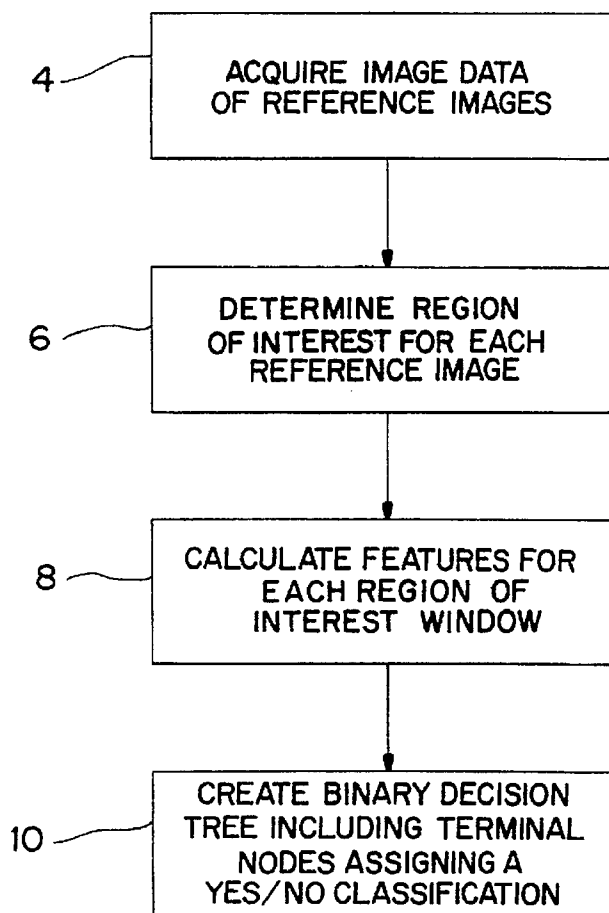 4
ACQUIRE IMAGE DATA
OF REFERENCE IMAGES
6
DETERMINE REGION
OF INTEREST FOR EACH
REFERENCE IMAGE
8
CALCULATE FEATURES FOR
EACH REGION OF
INTEREST WINDOW
10
CREATE BINARY DECISION
TREE INCLUDING TERMINAL
NODES ASSIGNING A
YES/NO CLASSIFICATION